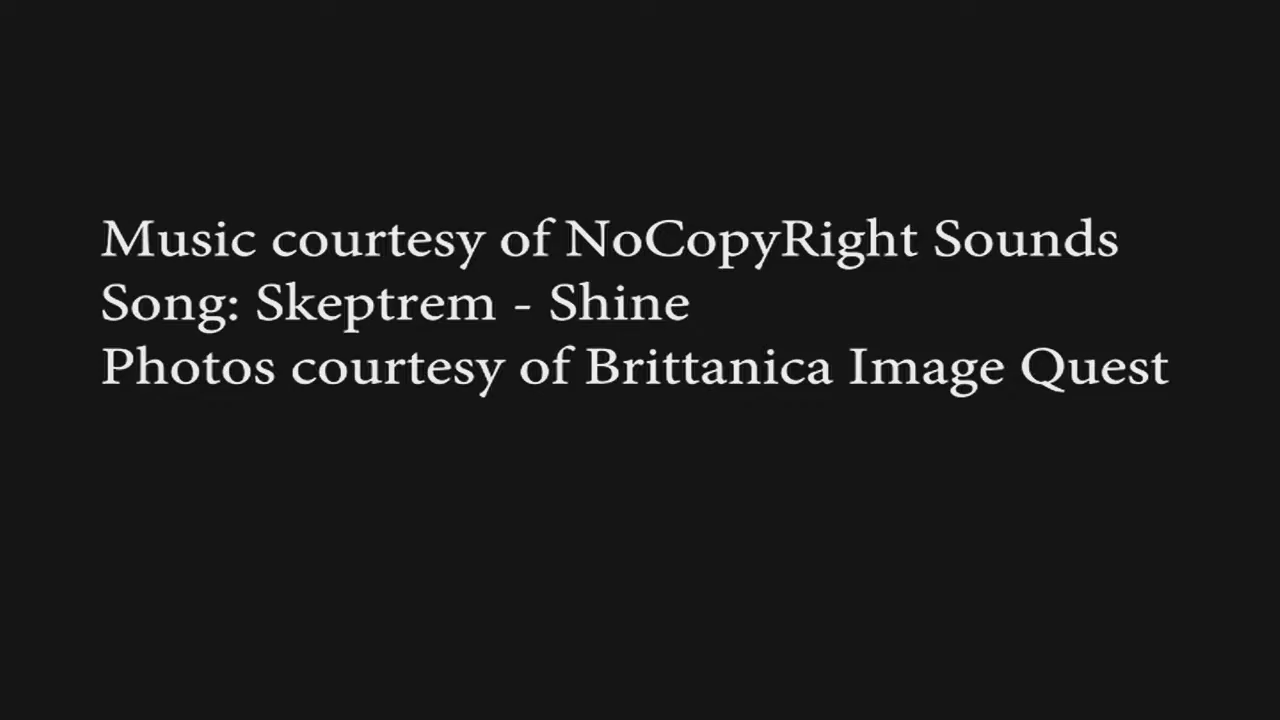 Music courtesy of NoCopyRight Sounds
Song: Skeptrem - Shine
Photos courtesy of Brittanica Image Quest